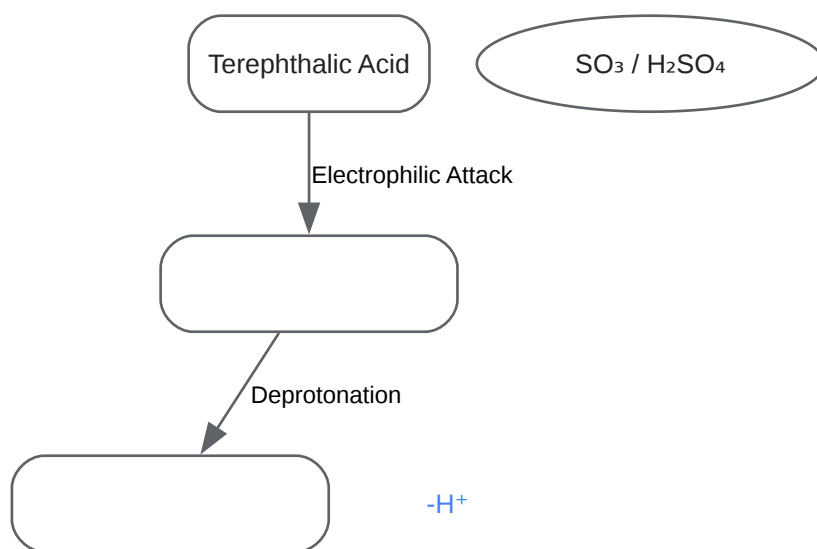 Terephthalic Acid
SO₃ / H₂SO₄
Electrophilic Attack
Deprotonation
-H⁺